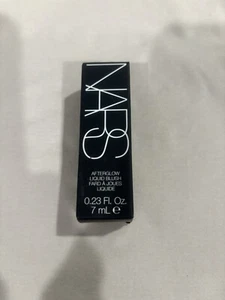 NARS
AFTERGLOW
LIQUID BLUSH
FARD À JOUES
LIQUIDE
0.23 FL. Oz.
7 mL ℮